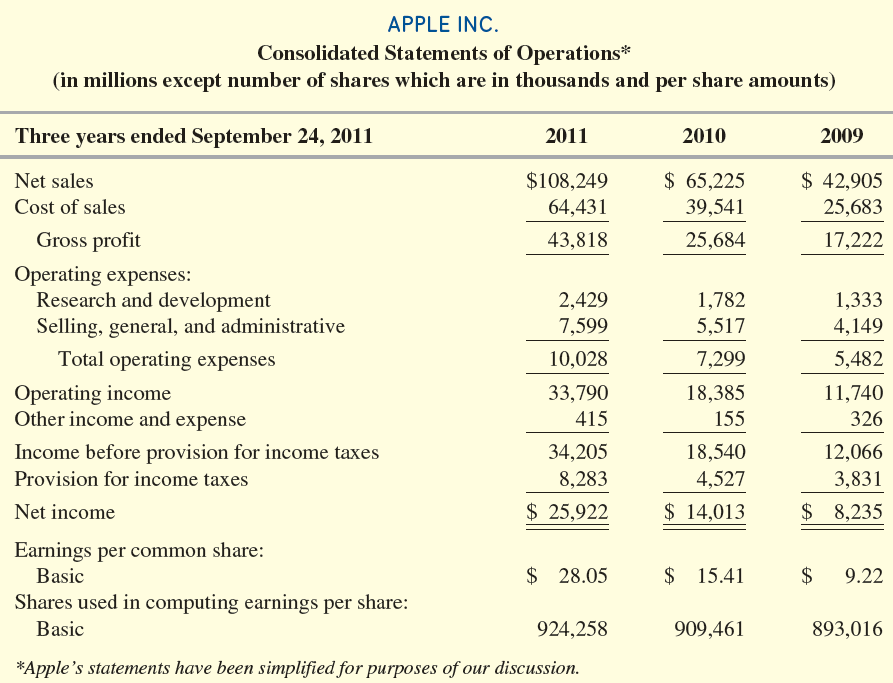 APPLE INC.
Consolidated Statements of Operations*
(in millions except number of shares which are in thousands and per share amounts)
Three years ended September 24, 2011 2011 2010 2009
Net sales $108,249 $ 65,225 $ 42,905
Cost of sales 64,431 39,541 25,683
Gross profit 43,818 25,684 17,222
Operating expenses:
Research and development 2,429 1,782 1,333
Selling, general, and administrative 7,599 5,517 4,149
Total operating expenses 10,028 7,299 5,482
Operating income 33,790 18,385 11,740
Other income and expense 415 155 326
Income before provision for income taxes 34,205 18,540 12,066
Provision for income taxes 8,283 4,527 3,831
Net income $ 25,922 $ 14,013 $ 8,235
Earnings per common share:
Basic $ 28.05 $ 15.41 $ 9.22
Shares used in computing earnings per share:
Basic 924,258 909,461 893,016
*Apple's statements have been simplified for purposes of our discussion.